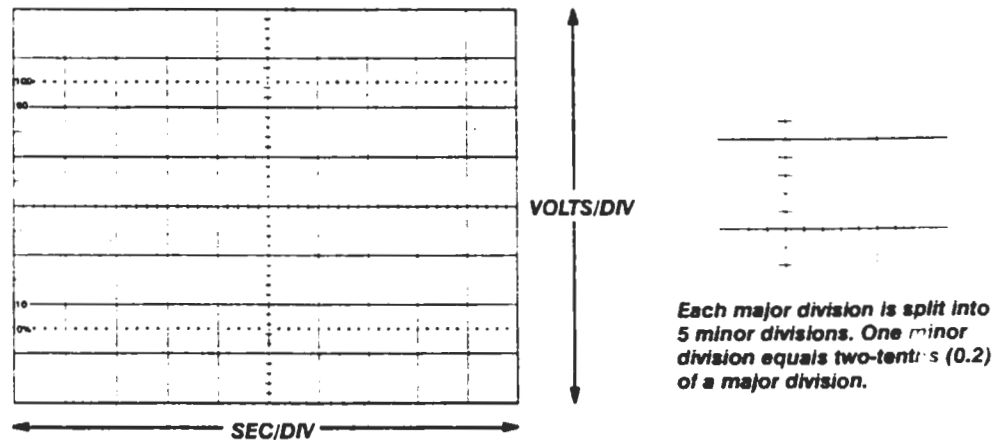 100
90
VOLTS/DIV
10
0%
SEC/DIV
Each major division is split into
5 minor divisions. One minor
division equals two-tenths (0.2)
of a major division.